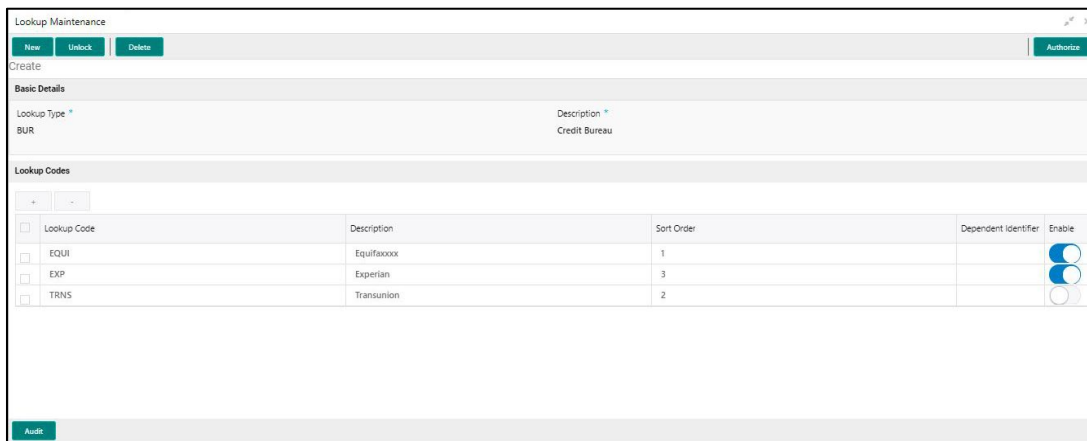 Lookup Maintenance
New Unlock Delete Authorize
Create
Basic Details
Lookup Type * Description *
BUR Credit Bureau
Lookup Codes
+ -
Lookup Code Description Sort Order Dependent Identifier Enable
EQUI Equifaxxxx 1
EXP Experian 3
TRNS Transunion 2
Audit